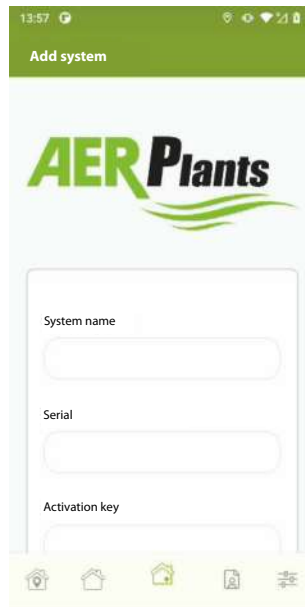 13:57
Add system
AER Plants
System name
Serial
Activation key